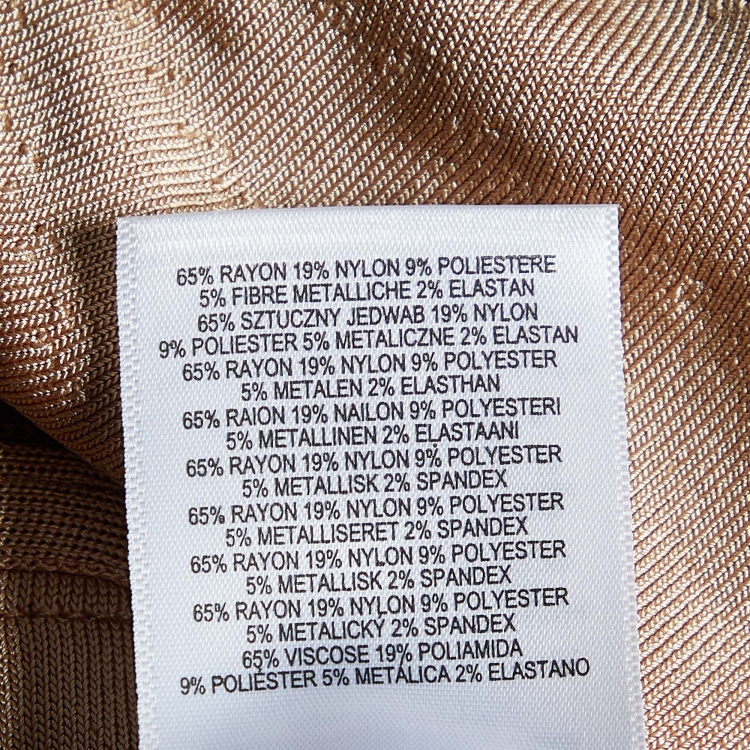 65% RAYON 19% NYLON 9% POLIESTERE
5% FIBRE METALLICHE 2% ELASTAN
65% SZTUCZNY JEDWAB 19% NYLON
9% POLIESTER 5% METALICZNE 2% ELASTAN
65% RAYON 19% NYLON 9% POLYESTER
5% METALEN 2% ELASTHAN
65% RAION 19% NAILON 9% POLYESTERI
5% METALLINEN 2% ELASTAANI
65% RAYON 19% NYLON 9% POLYESTER
5% METALLISK 2% SPANDEX
65% RAYON 19% NYLON 9% POLYESTER
5% METALLISERET 2% SPANDEX
65% RAYON 19% NYLON 9% POLYESTER
5% METALLISK 2% SPANDEX
65% RAYON 19% NYLON 9% POLYESTER
5% METALICKÝ 2% SPANDEX
65% VISCOSE 19% POLIAMIDA
9% POLIÉSTER 5% METÁLICA 2% ELASTANO